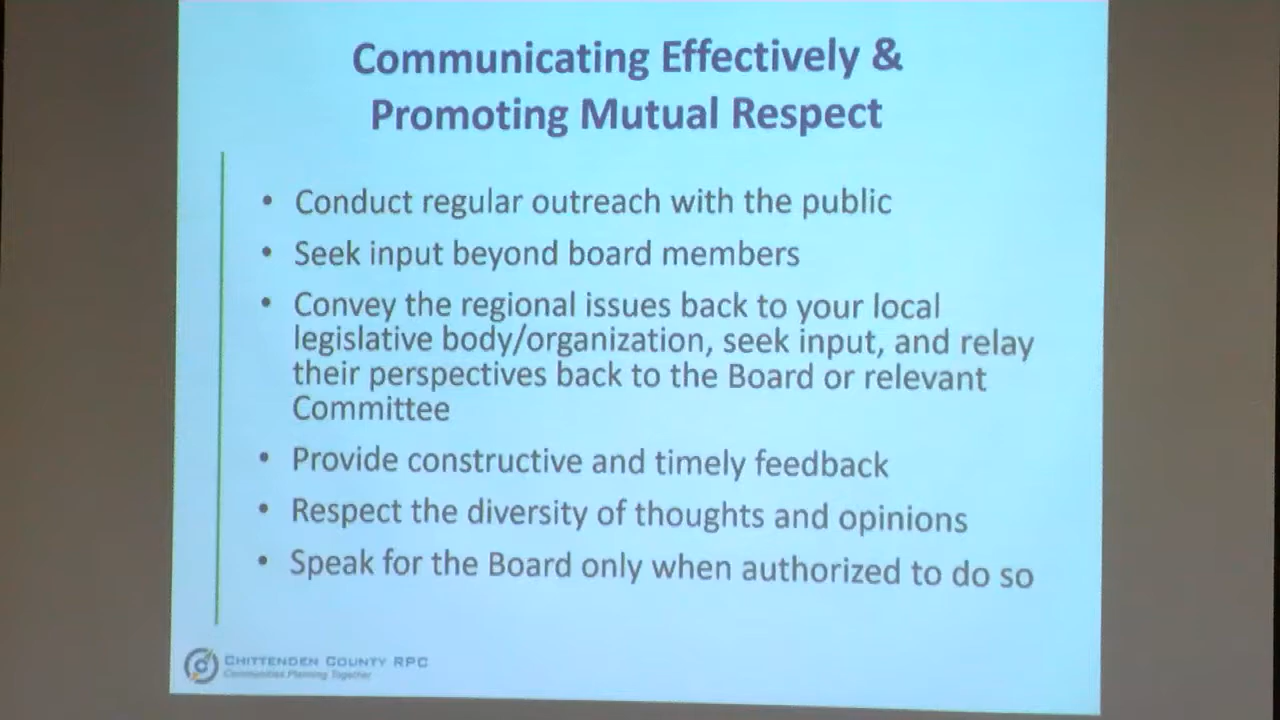 Communicating Effectively &
Promoting Mutual Respect
• Conduct regular outreach with the public
• Seek input beyond board members
• Convey the regional issues back to your local
legislative body/organization, seek input, and relay
their perspectives back to the Board or relevant
Committee
• Provide constructive and timely feedback
• Respect the diversity of thoughts and opinions
• Speak for the Board only when authorized to do so
CHITTENDEN COUNTY RPC
Communities Planning Together